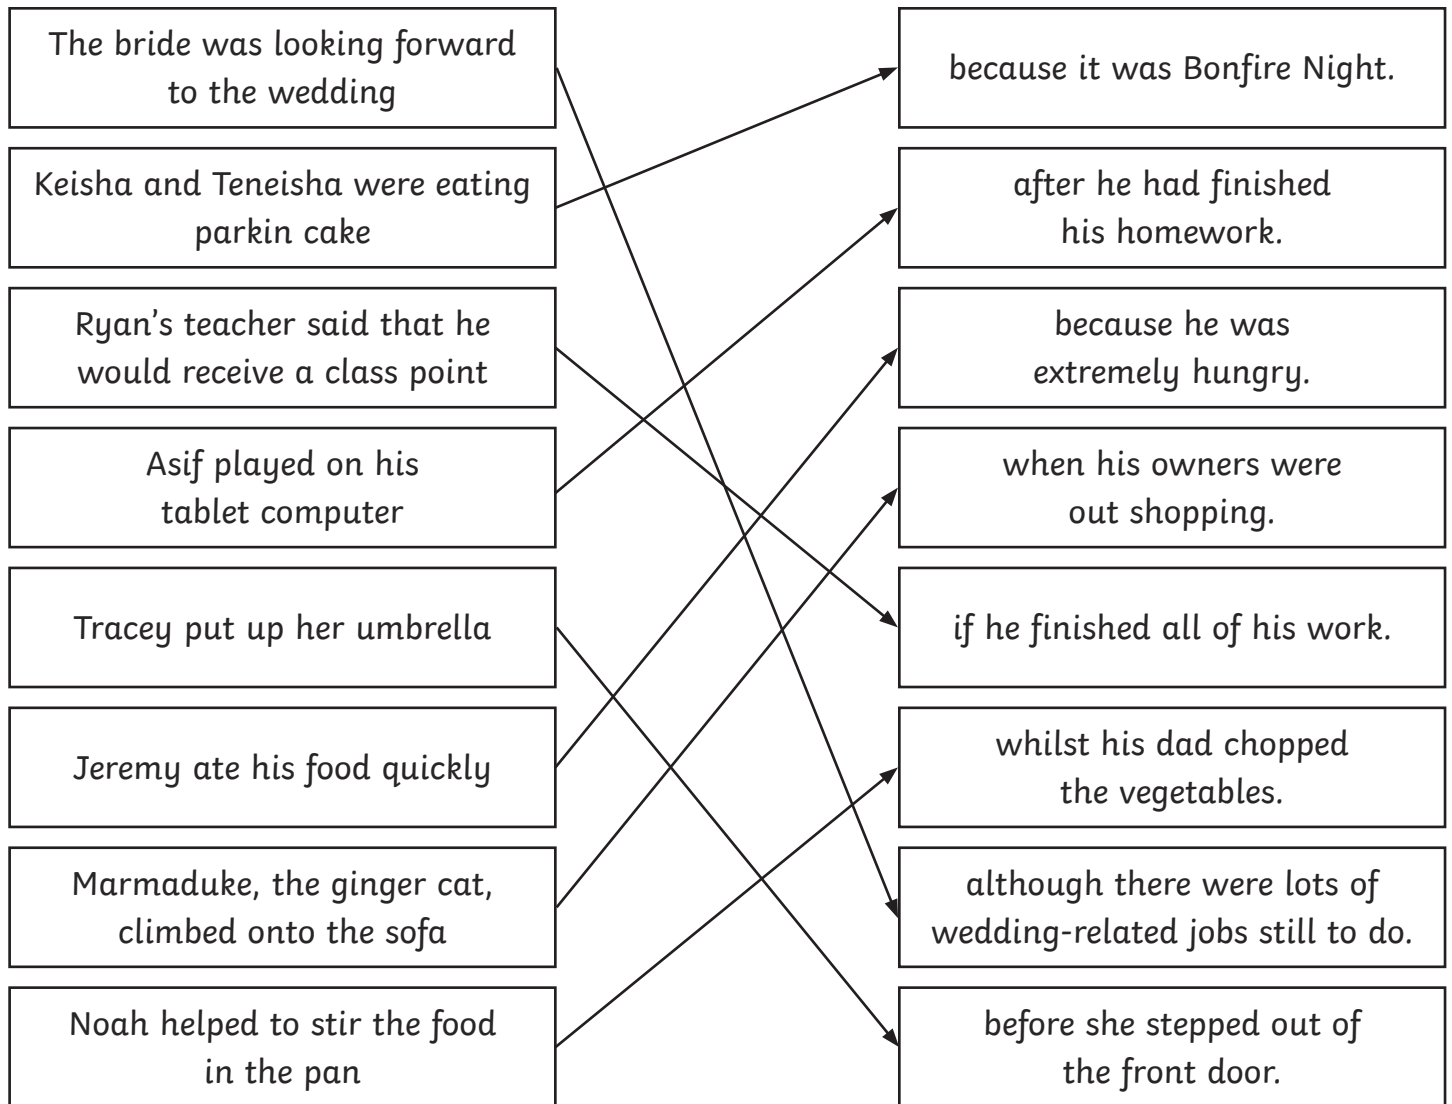 The bride was looking forward
to the wedding
because it was Bonfire Night.
Keisha and Teneisha were eating
parkin cake
after he had finished
his homework.
Ryan’s teacher said that he
would receive a class point
because he was
extremely hungry.
Asif played on his
tablet computer
when his owners were
out shopping.
Tracey put up her umbrella
if he finished all of his work.
Jeremy ate his food quickly
whilst his dad chopped
the vegetables.
Marmaduke, the ginger cat,
climbed onto the sofa
although there were lots of
wedding-related jobs still to do.
Noah helped to stir the food
in the pan
before she stepped out of
the front door.